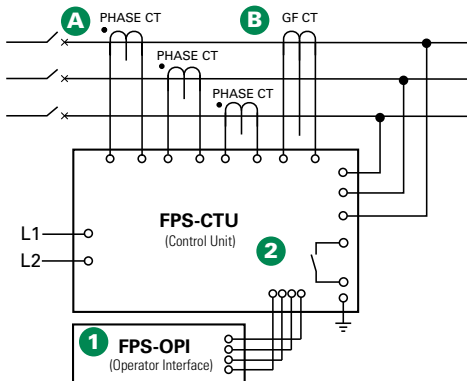 A PHASE CT
B GF CT
PHASE CT
PHASE CT
FPS-CTU
(Control Unit)
L1
L2
2
1 FPS-OPI
(Operator Interface)